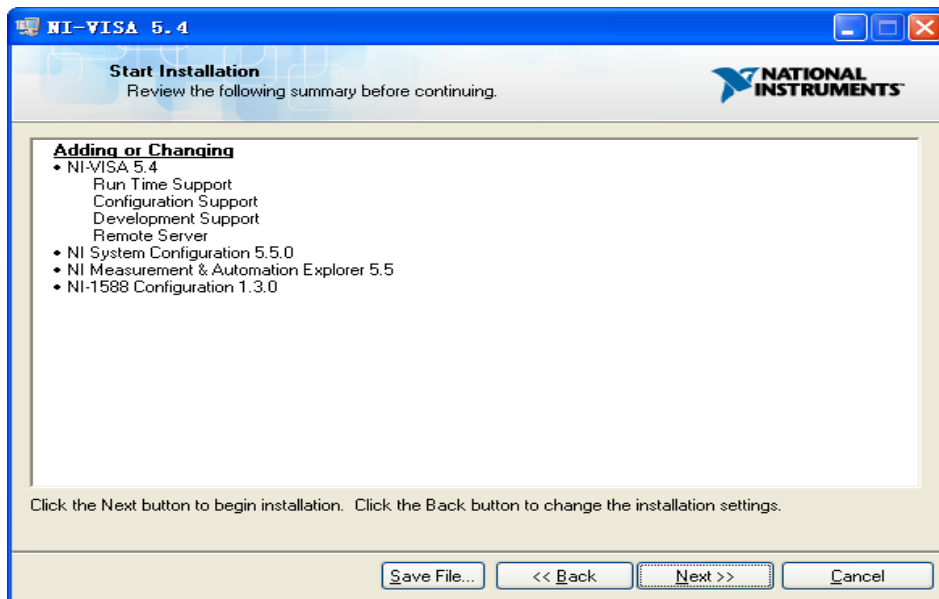 NI-VISA 5.4
Start Installation
Review the following summary before continuing.
NATIONAL
INSTRUMENTS™
Adding or Changing
• NI-VISA 5.4
Run Time Support
Configuration Support
Development Support
Remote Server
• NI System Configuration 5.5.0
• NI Measurement & Automation Explorer 5.5
• NI-1588 Configuration 1.3.0
Click the Next button to begin installation.  Click the Back button to change the installation settings.
Save File...
<< Back
Next >>
Cancel